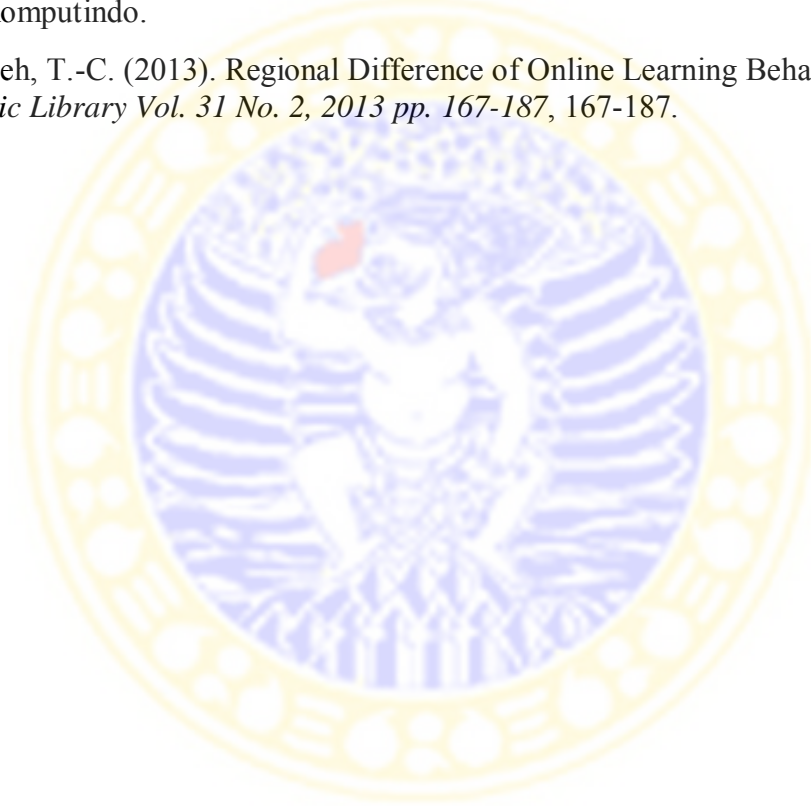 omputindo.
eh, T.-C. (2013). Regional Difference of Online Learning Beha
ic Library Vol. 31 No. 2, 2013 pp. 167-187, 167-187.